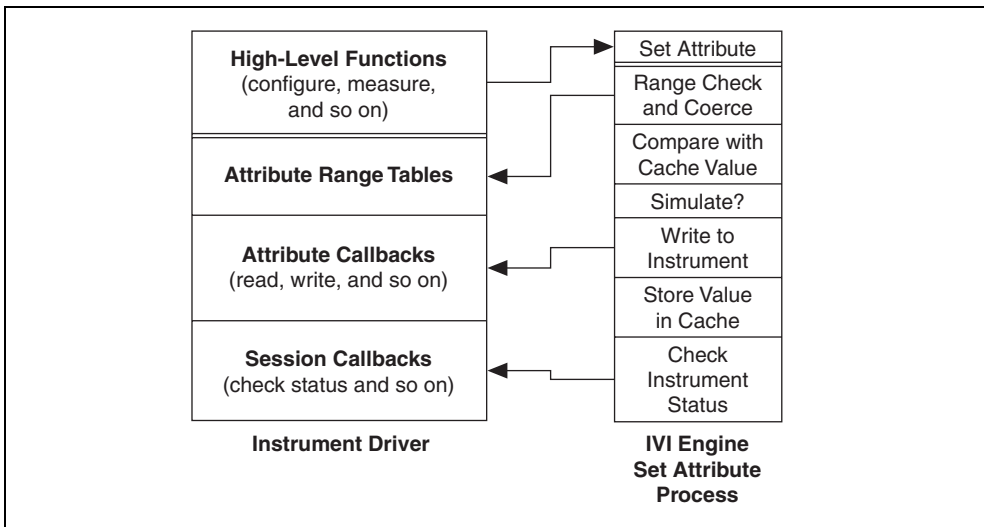 High-Level Functions
(configure, measure,
and so on)
Attribute Range Tables
Attribute Callbacks
(read, write, and so on)
Session Callbacks
(check status and so on)
Instrument Driver
Set Attribute
Range Check
and Coerce
Compare with
Cache Value
Simulate?
Write to
Instrument
Store Value
in Cache
Check
Instrument
Status
IVI Engine
Set Attribute
Process